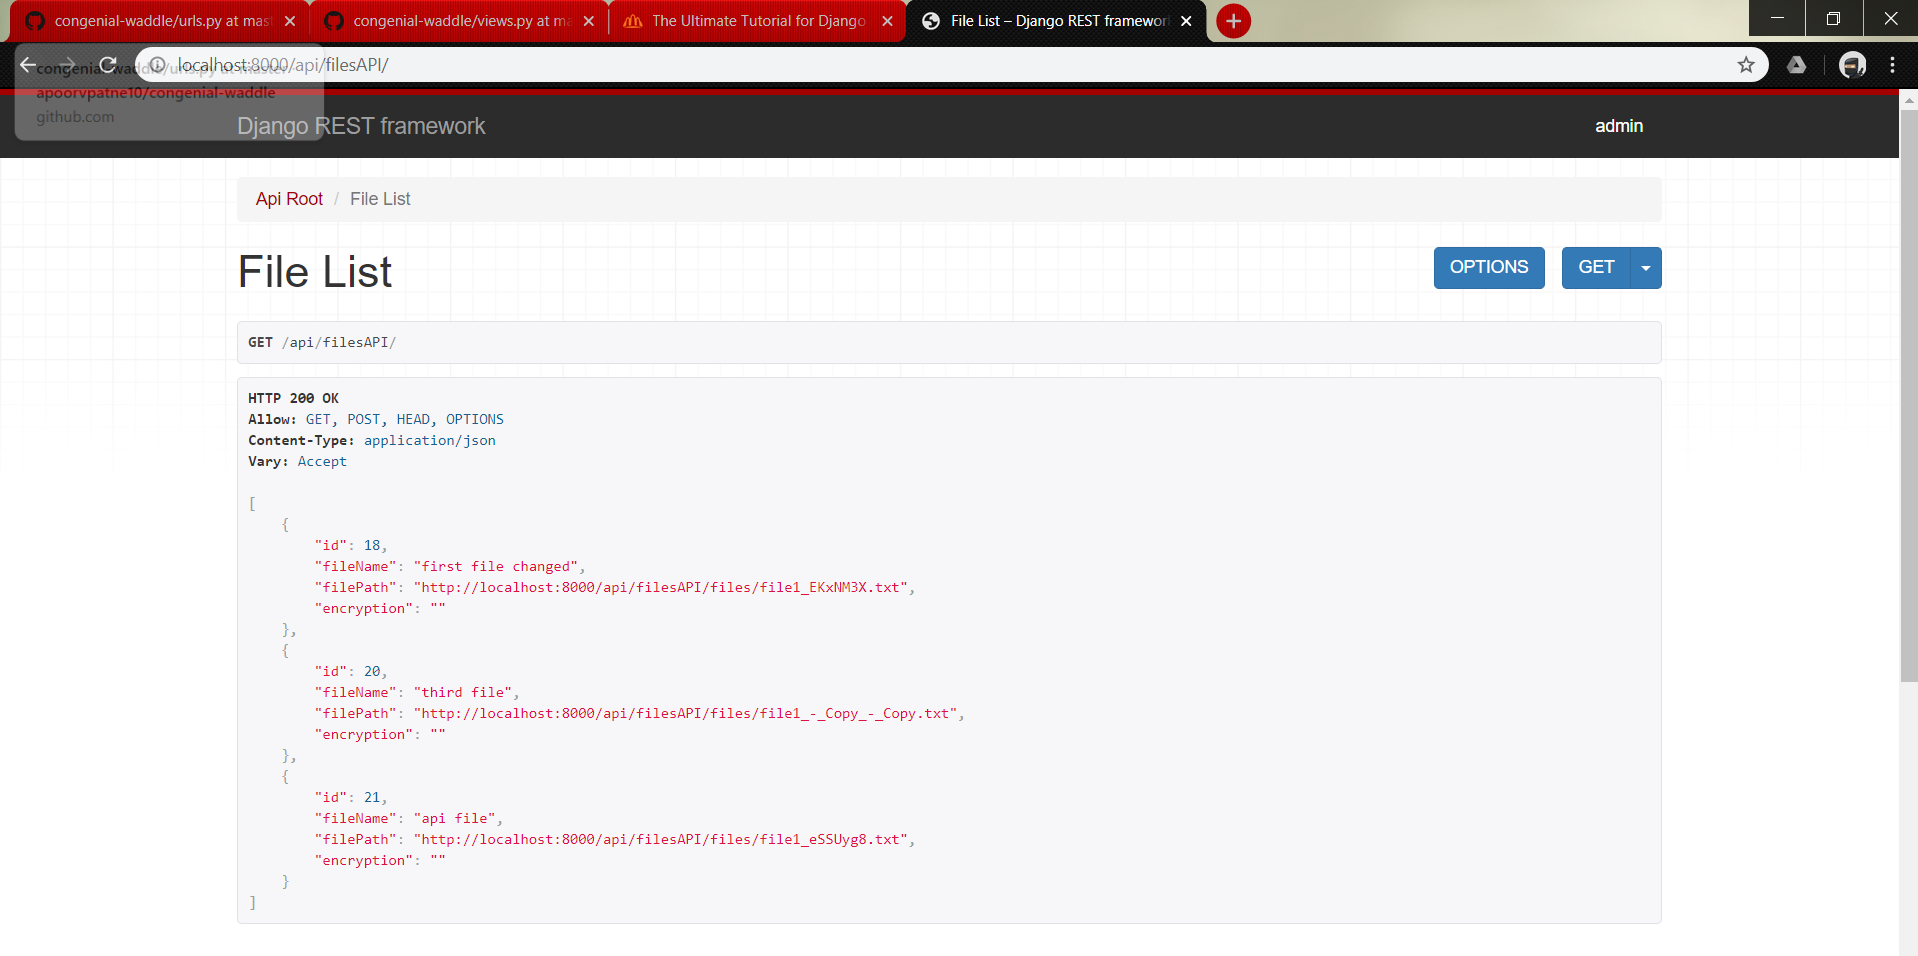 congenial-waddle/urls.py at mast
congenial-waddle/views.py at ma
The Ultimate Tutorial for Django
File List – Django REST framewor
localhost:8000/api/filesAPI/
congenial-waddle/urls.py at master
apoorvpatne10/congenial-waddle
github.com
Django REST framework
admin
Api Root / File List
File List
OPTIONS
GET
GET /api/filesAPI/
HTTP 200 OK
Allow: GET, POST, HEAD, OPTIONS
Content-Type: application/json
Vary: Accept
[
{
"id": 18,
"fileName": "first file changed",
"filePath": "http://localhost:8000/api/filesAPI/files/file1_EKxNM3X.txt",
"encryption": ""
},
{
"id": 20,
"fileName": "third file",
"filePath": "http://localhost:8000/api/filesAPI/files/file1_-_Copy_-_Copy.txt",
"encryption": ""
},
{
"id": 21,
"fileName": "api file",
"filePath": "http://localhost:8000/api/filesAPI/files/file1_eSSUyg8.txt",
"encryption": ""
}
]